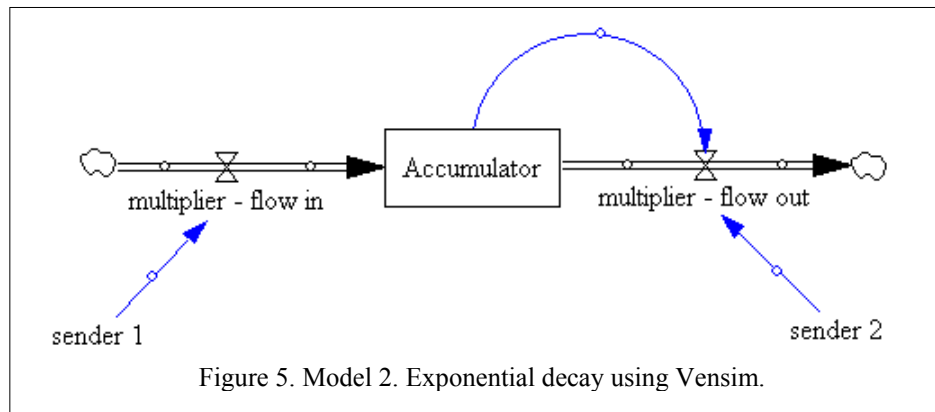 Accumulator
multiplier - flow in
multiplier - flow out
sender 1
sender 2
Figure 5. Model 2. Exponential decay using Vensim.